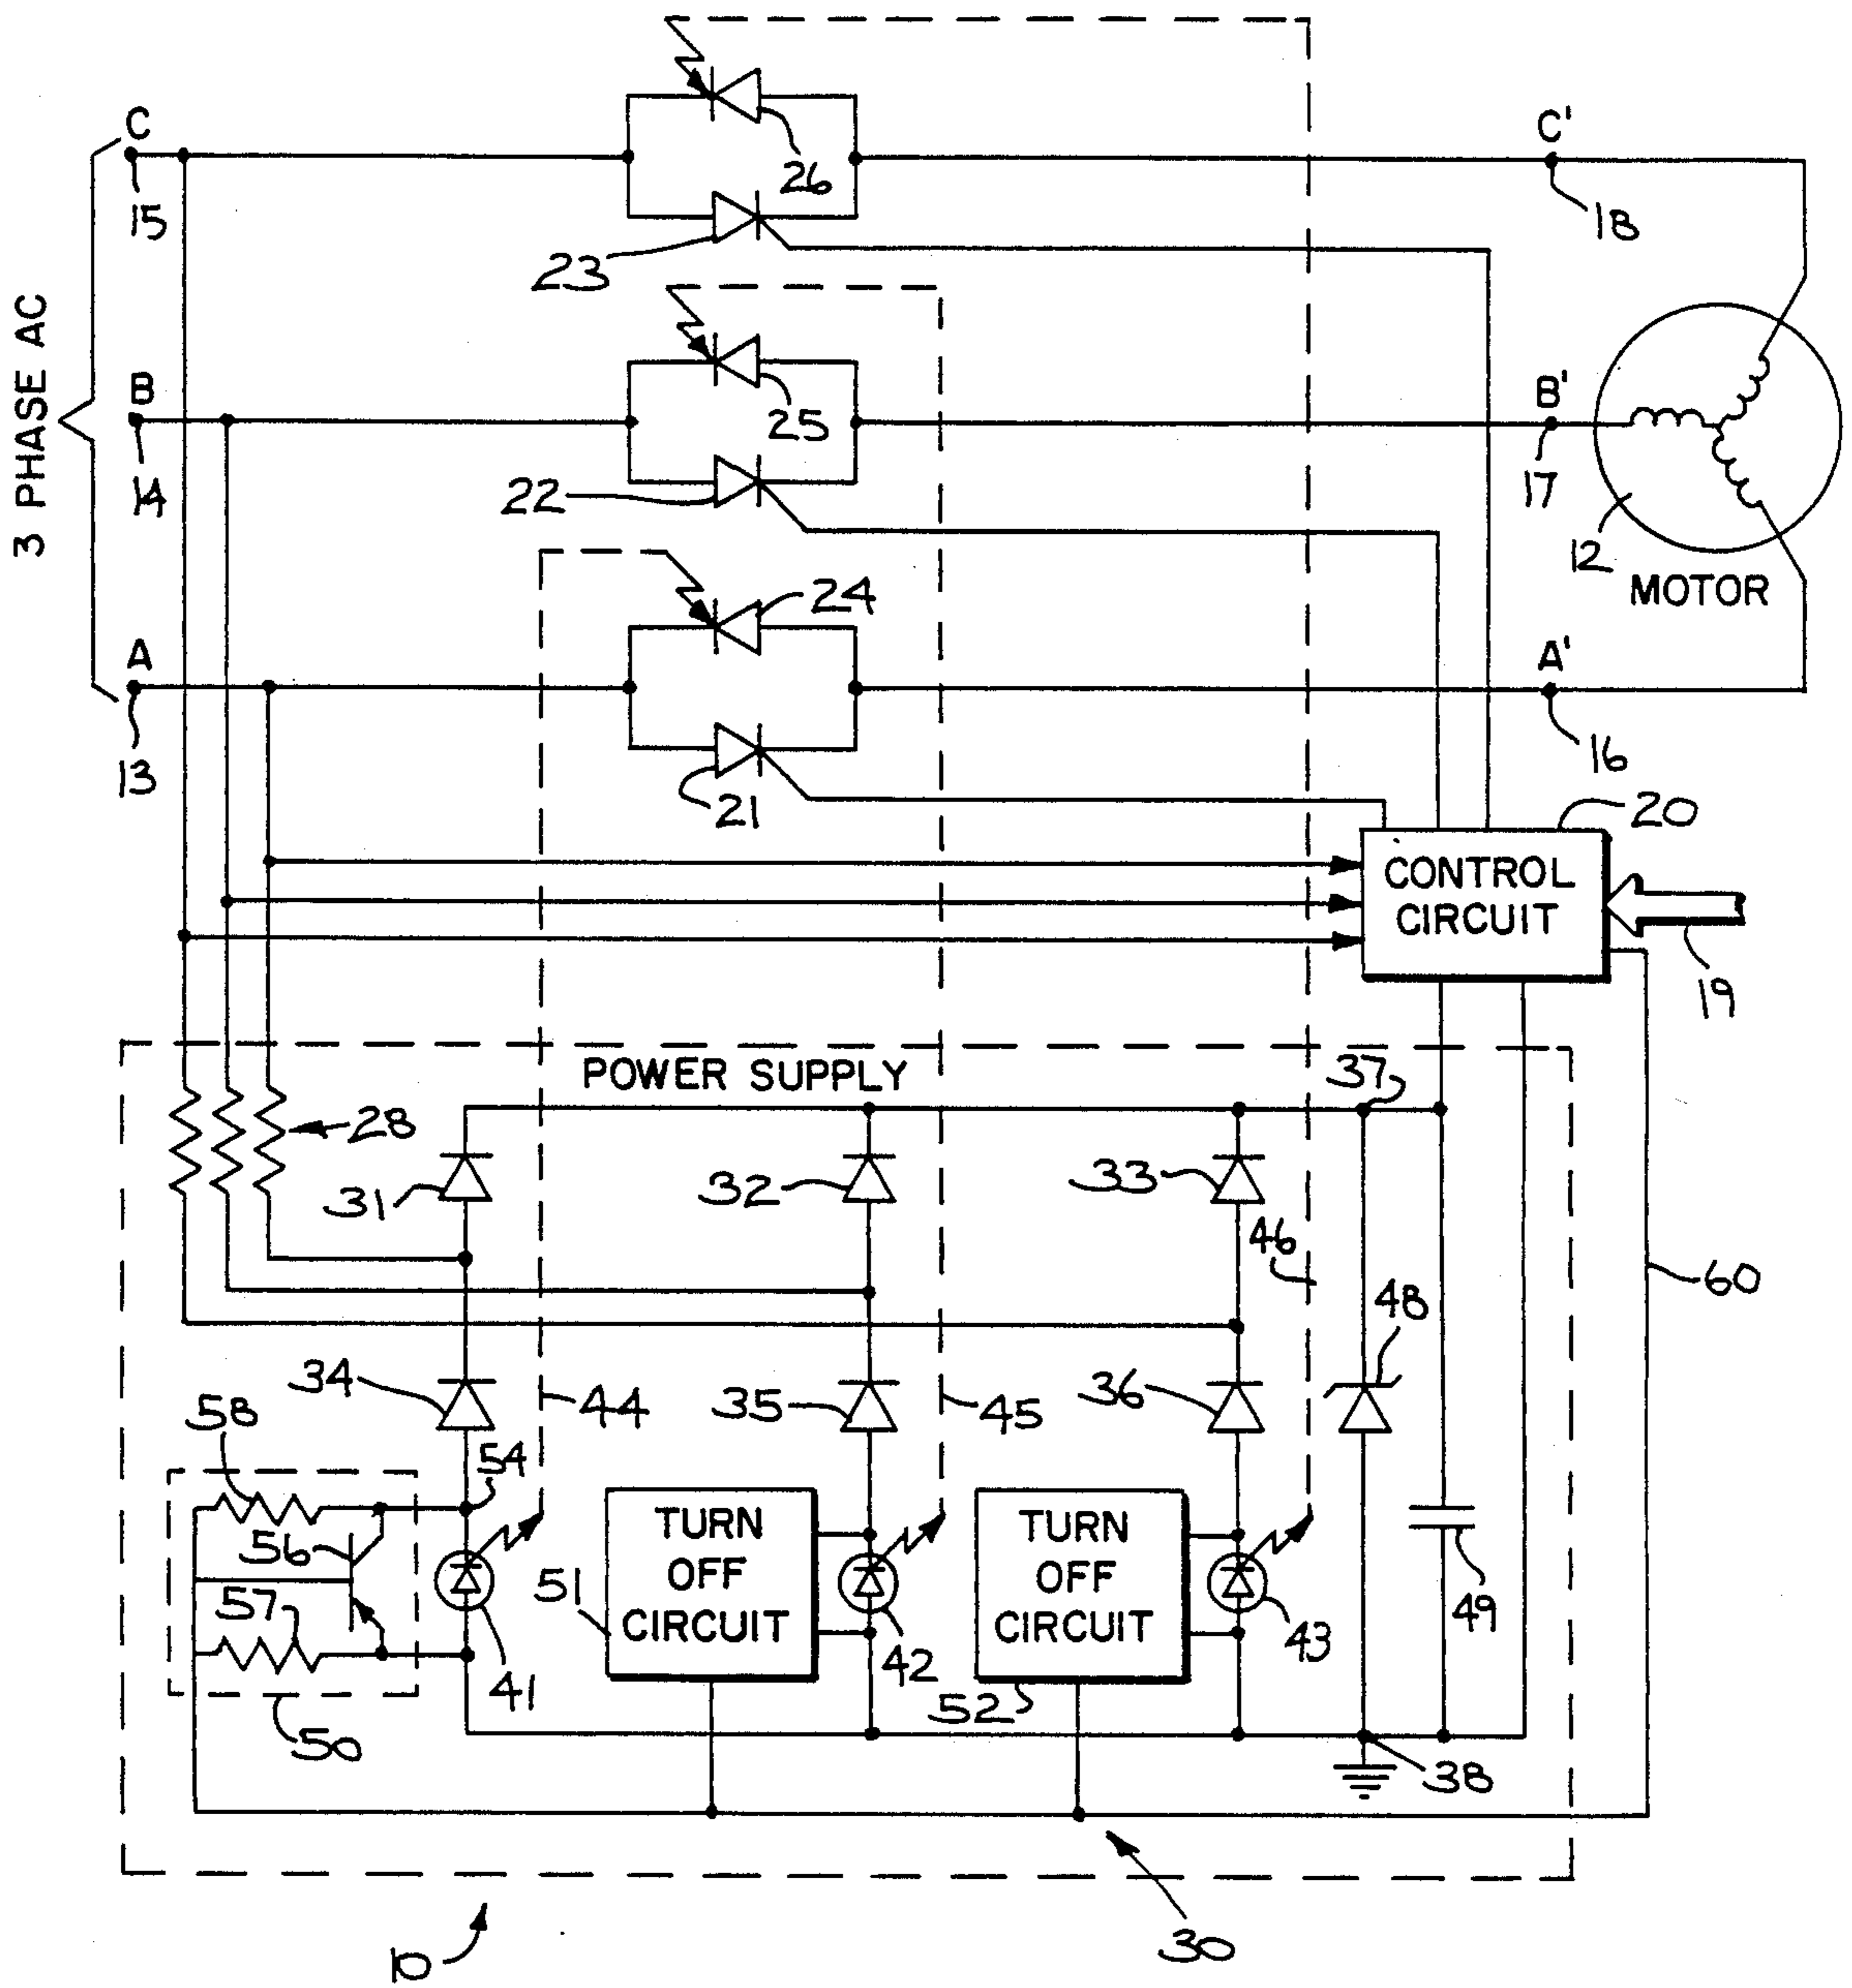 C
15
26
C'
18
23
3 PHASE AC
B
14
25
B'
17
22
12
MOTOR
A
13
24
A'
16
21
20
CONTROL
CIRCUIT
19
POWER SUPPLY
37
28
31
32
33
46
60
48
34
44
35
45
36
58
54
56
57
41
50
TURN
OFF
CIRCUIT
51
42
TURN
OFF
CIRCUIT
52
43
49
38
30
10